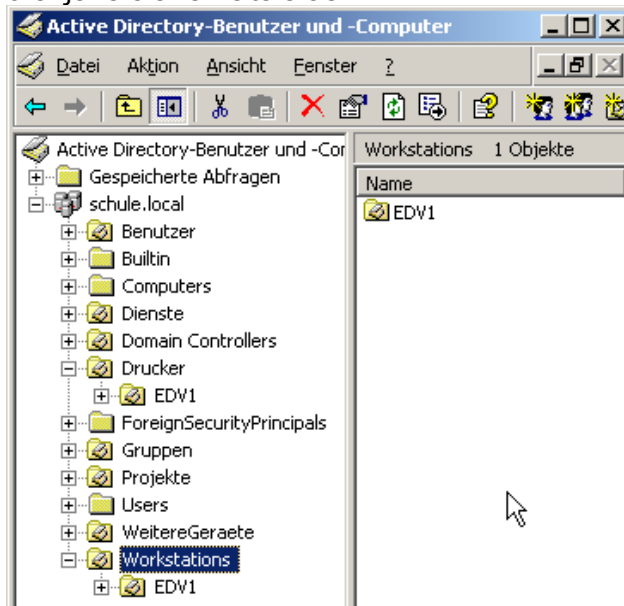 Active Directory-Benutzer und -Computer
Datei Aktion Ansicht Fenster ?
Active Directory-Benutzer und -Cor
Workstations 1 Objekte
Gespeicherte Abfragen
Name
schule.local
EDV1
Benutzer
Builtin
Computers
Dienste
Domain Controllers
Drucker
EDV1
ForeignSecurityPrincipals
Gruppen
Projekte
Users
WeitereGeraete
Workstations
EDV1